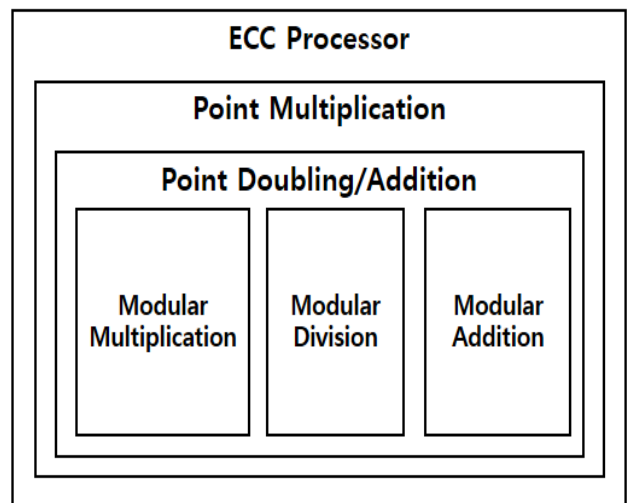 ECC Processor
Point Multiplication
Point Doubling/Addition
Modular
Multiplication
Modular
Division
Modular
Addition